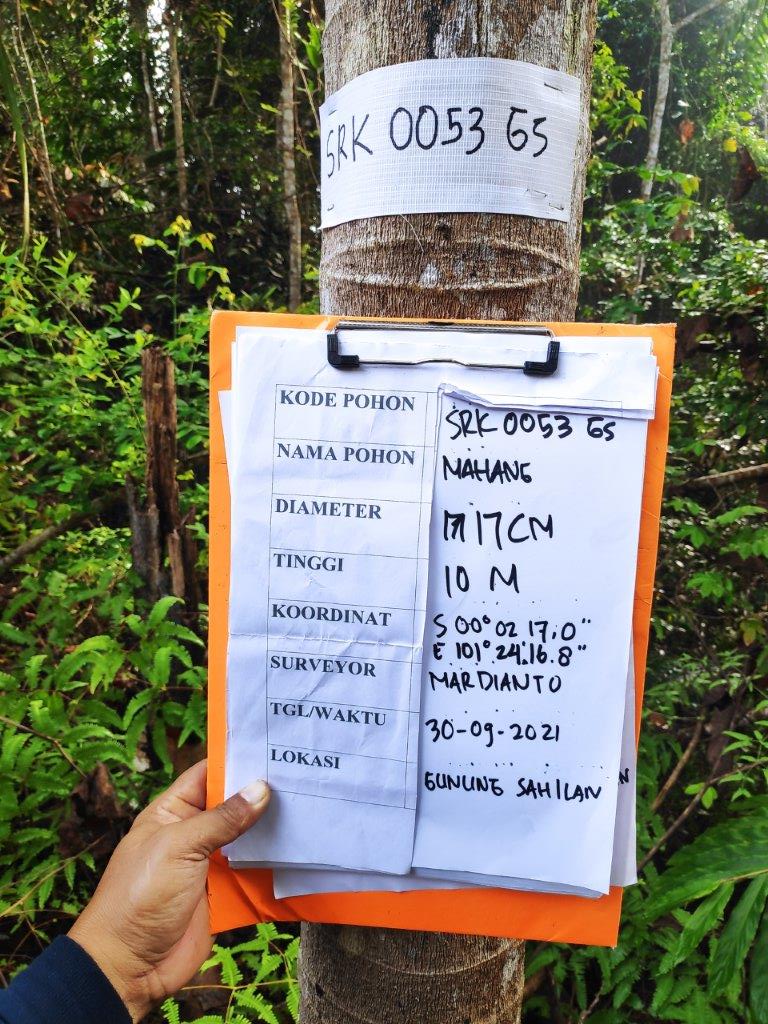 SRK 0053 GS
KODE POHON SRK 0053 GS
NAMA POHON MAHANG
DIAMETER 17 CM
TINGGI 10 M
KOORDINAT S 00° 02 17.0"
E 101° 24.16.8"
SURVEYOR MARDIANTO
TGL/WAKTU 30-09-2021
LOKASI GUNUNG SAHILAN